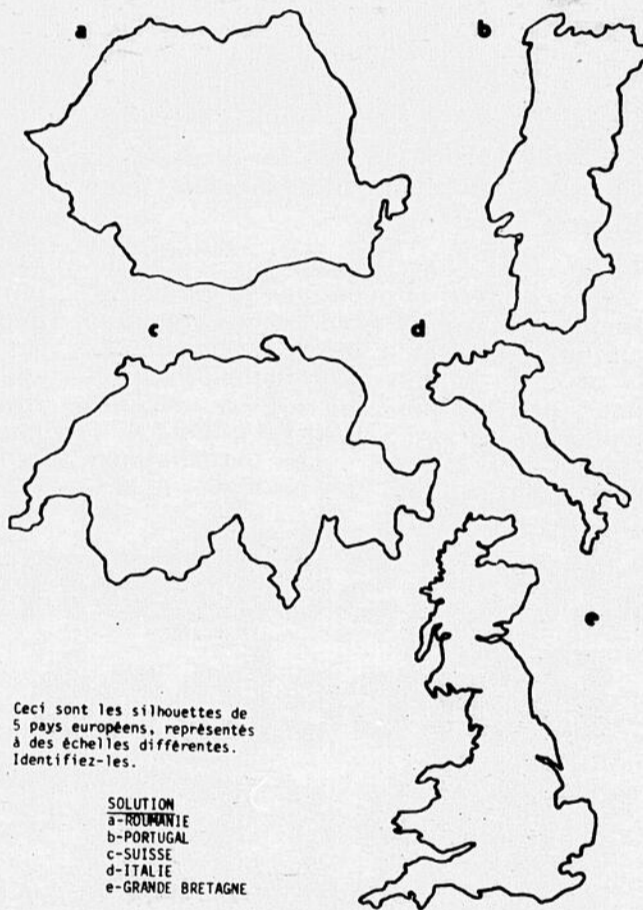 a
b
c
d
e
Ceci sont les silhouettes de
5 pays européens, représentés
à des échelles différentes.
Identifiez-les.
SOLUTION
a-ROUMANIE
b-PORTUGAL
c-SUISSE
d-ITALIE
e-GRANDE BRETAGNE